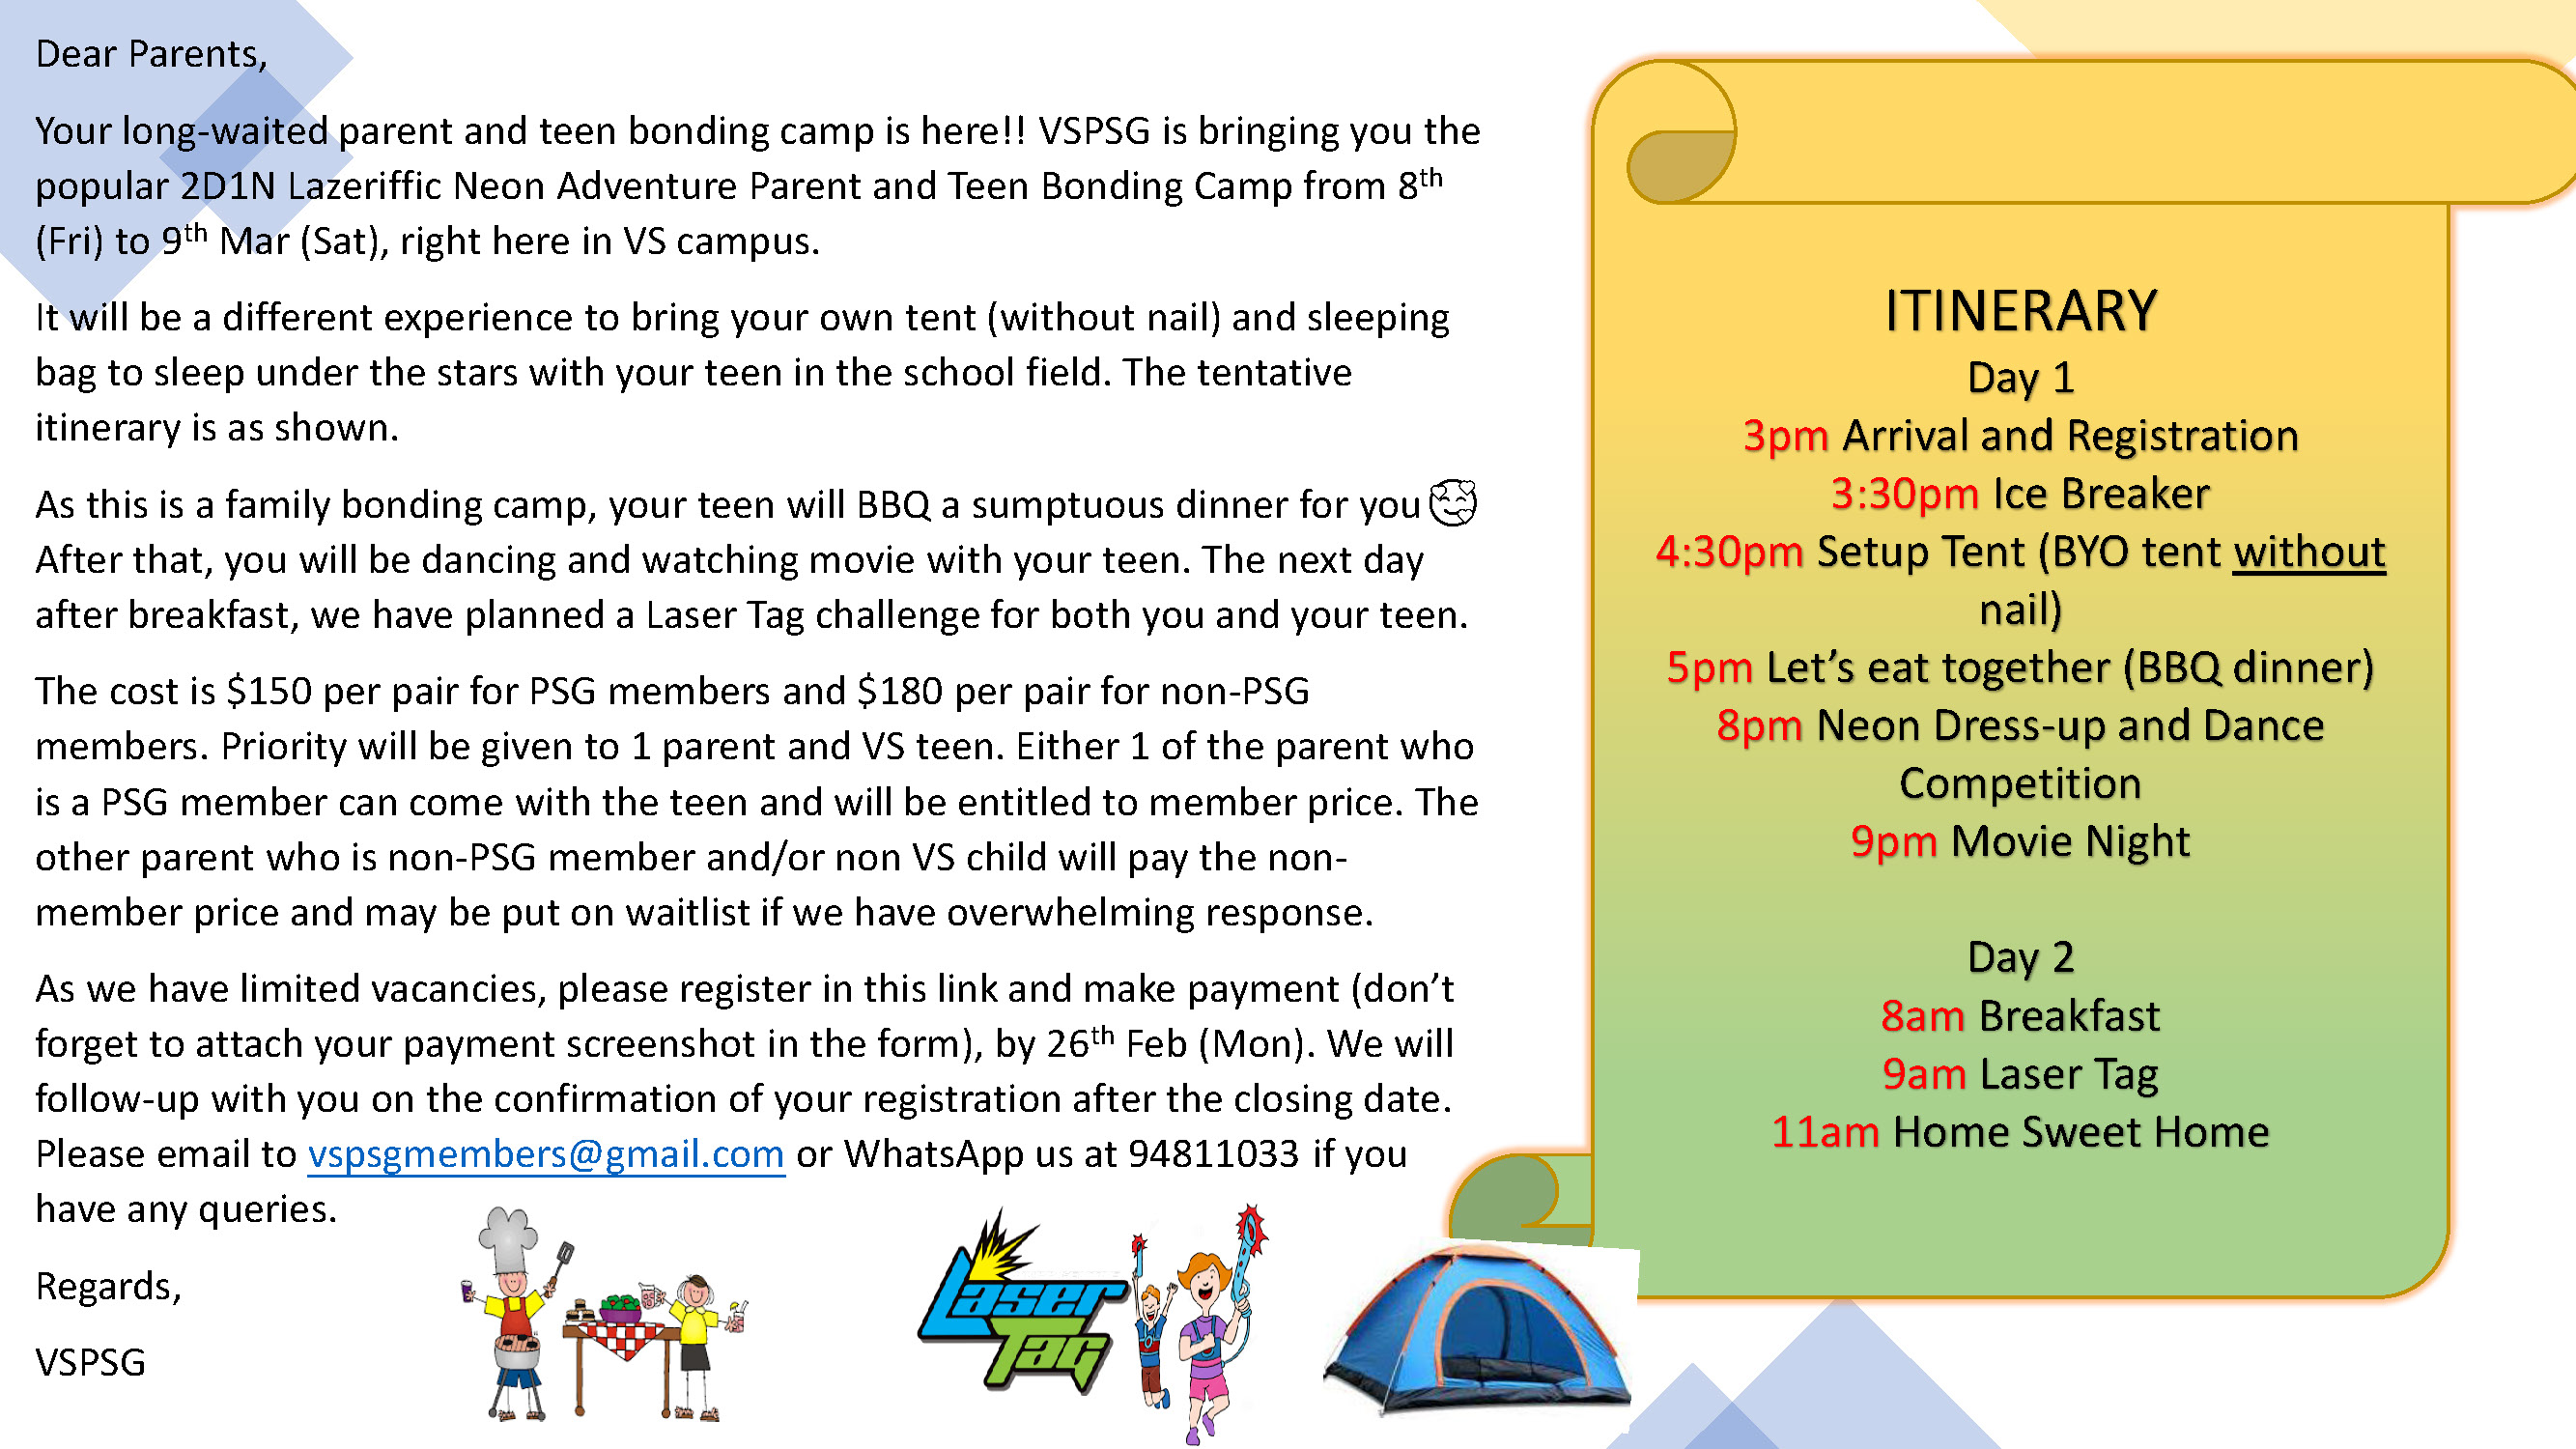 Dear Parents,
Your long-waited parent and teen bonding camp is here!! VSPSG is bringing you the
popular 2D1N Lazeriffic Neon Adventure Parent and Teen Bonding Camp from 8th
(Fri) to 9th Mar (Sat), right here in VS campus.
It will be a different experience to bring your own tent (without nail) and sleeping
bag to sleep under the stars with your teen in the school field. The tentative
itinerary is as shown.
As this is a family bonding camp, your teen will BBQ a sumptuous dinner for you🥰
After that, you will be dancing and watching movie with your teen. The next day
after breakfast, we have planned a Laser Tag challenge for both you and your teen.
The cost is $150 per pair for PSG members and $180 per pair for non-PSG
members. Priority will be given to 1 parent and VS teen. Either 1 of the parent who
is a PSG member can come with the teen and will be entitled to member price. The
other parent who is non-PSG member and/or non VS child will pay the non-
member price and may be put on waitlist if we have overwhelming response.
As we have limited vacancies, please register in this link and make payment (don’t
forget to attach your payment screenshot in the form), by 26th Feb (Mon). We will
follow-up with you on the confirmation of your registration after the closing date.
Please email to vspsgmembers@gmail.com or WhatsApp us at 94811033 if you
have any queries.
Regards,
VSPSG
Laser
Tag
ITINERARY
Day 1
3pm Arrival and Registration
3:30pm Ice Breaker
4:30pm Setup Tent (BYO tent without
nail)
5pm Let’s eat together (BBQ dinner)
8pm Neon Dress-up and Dance
Competition
9pm Movie Night
Day 2
8am Breakfast
9am Laser Tag
11am Home Sweet Home